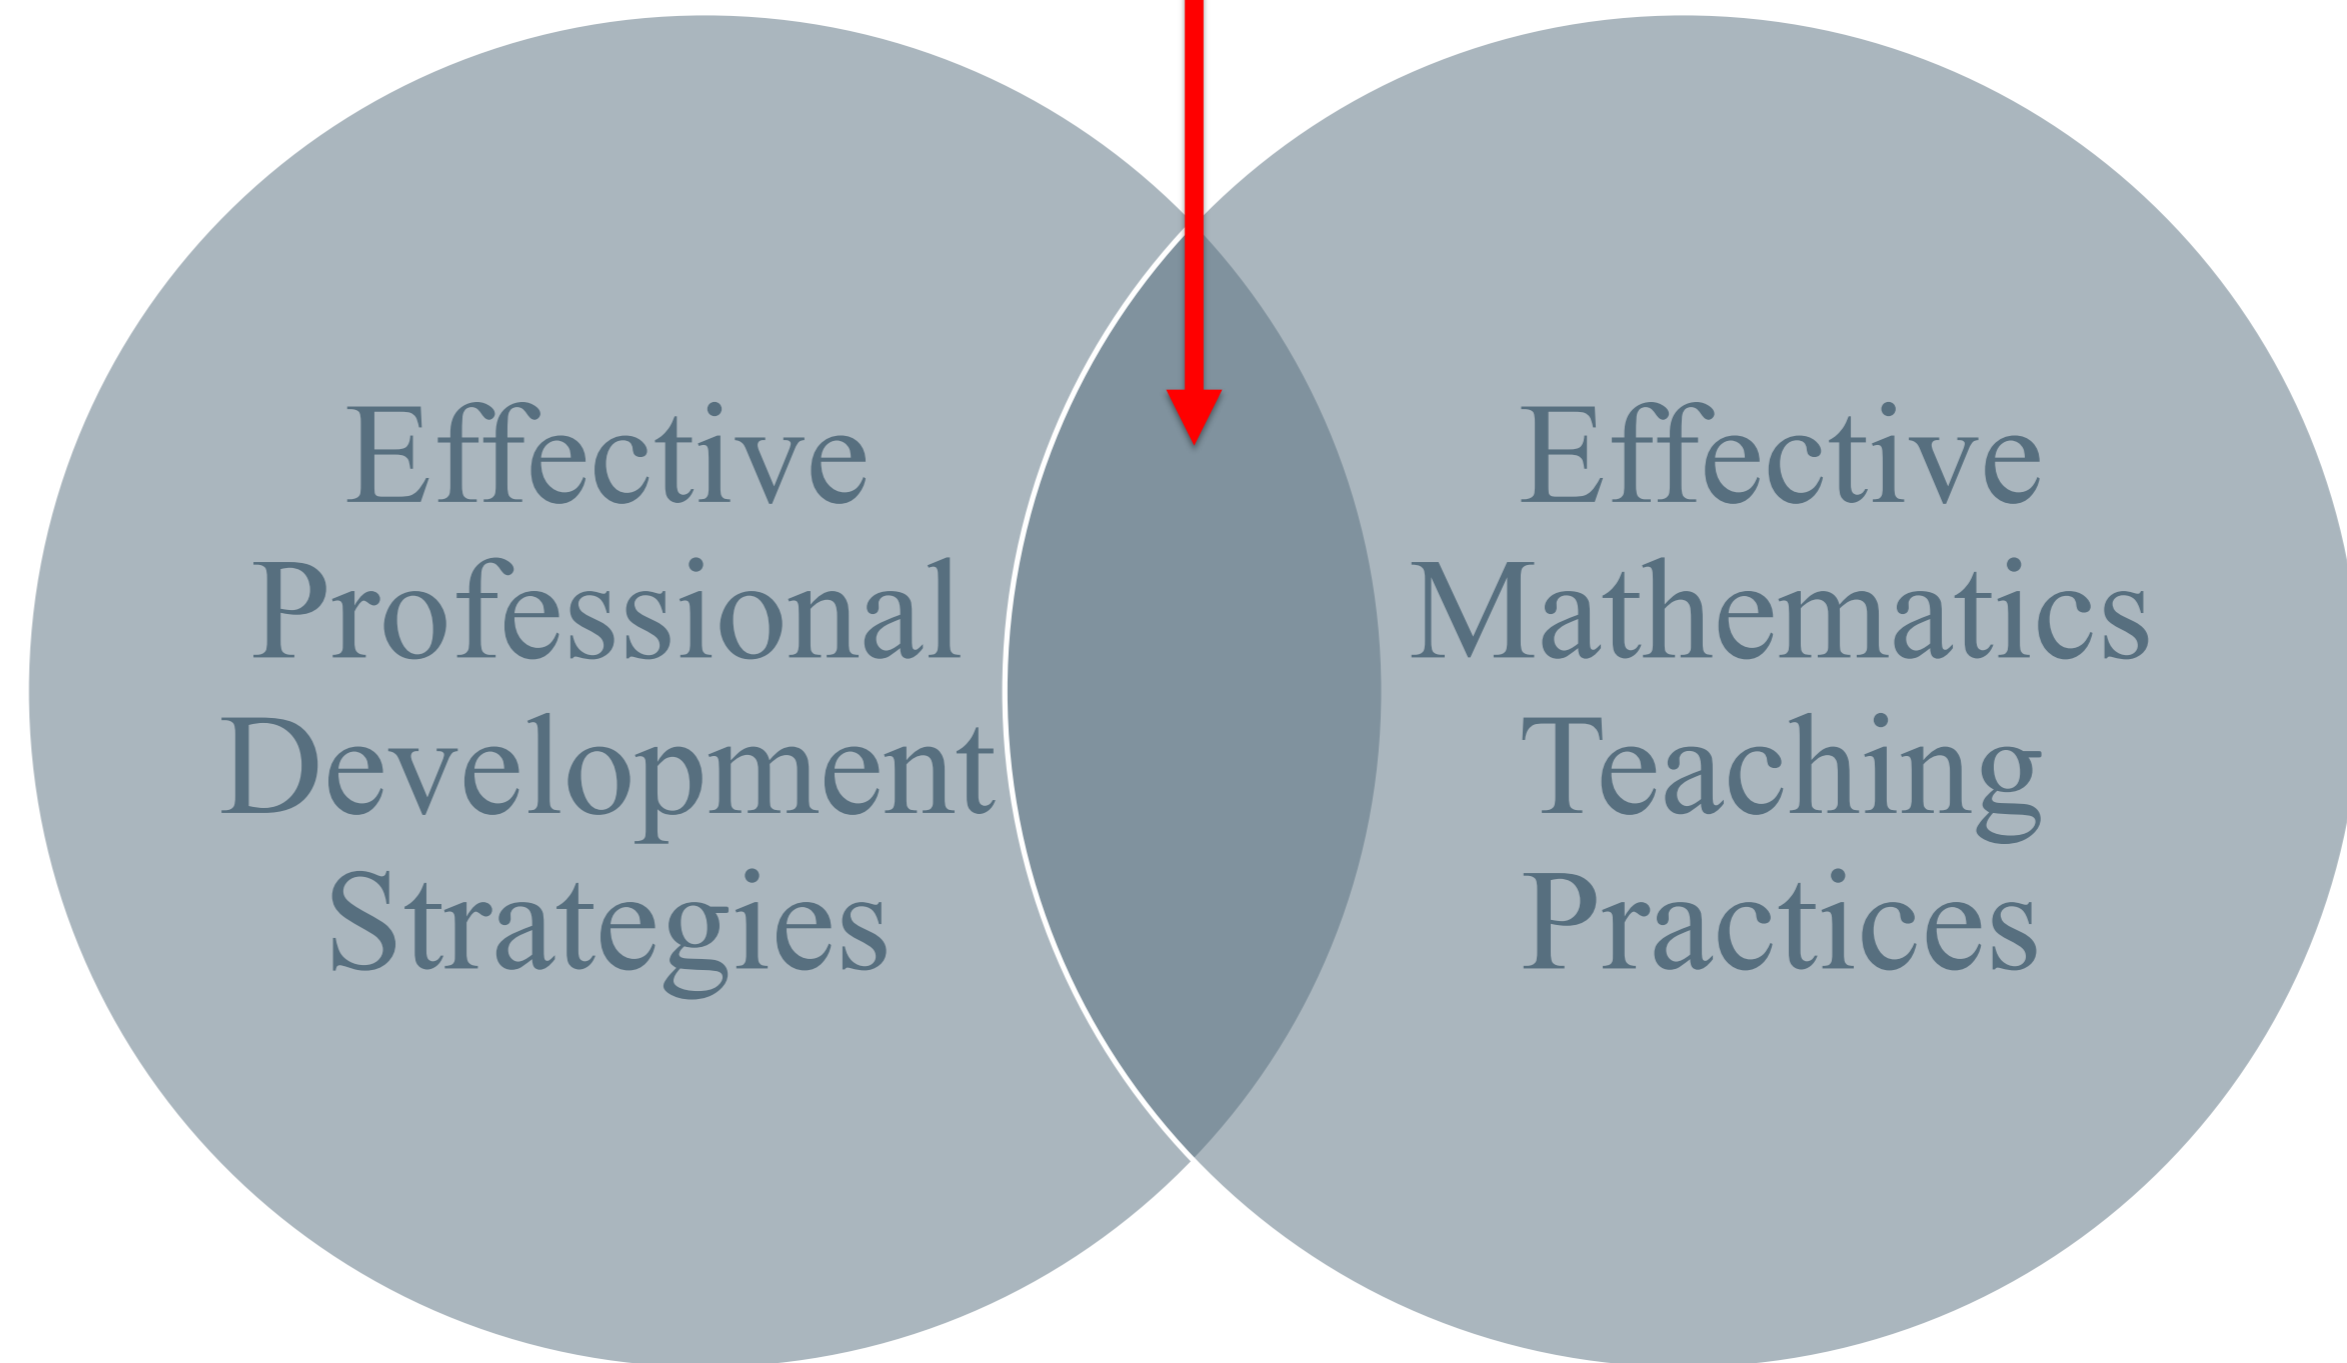 Effective
Professional
Development
Strategies
Effective
Mathematics
Teaching
Practices